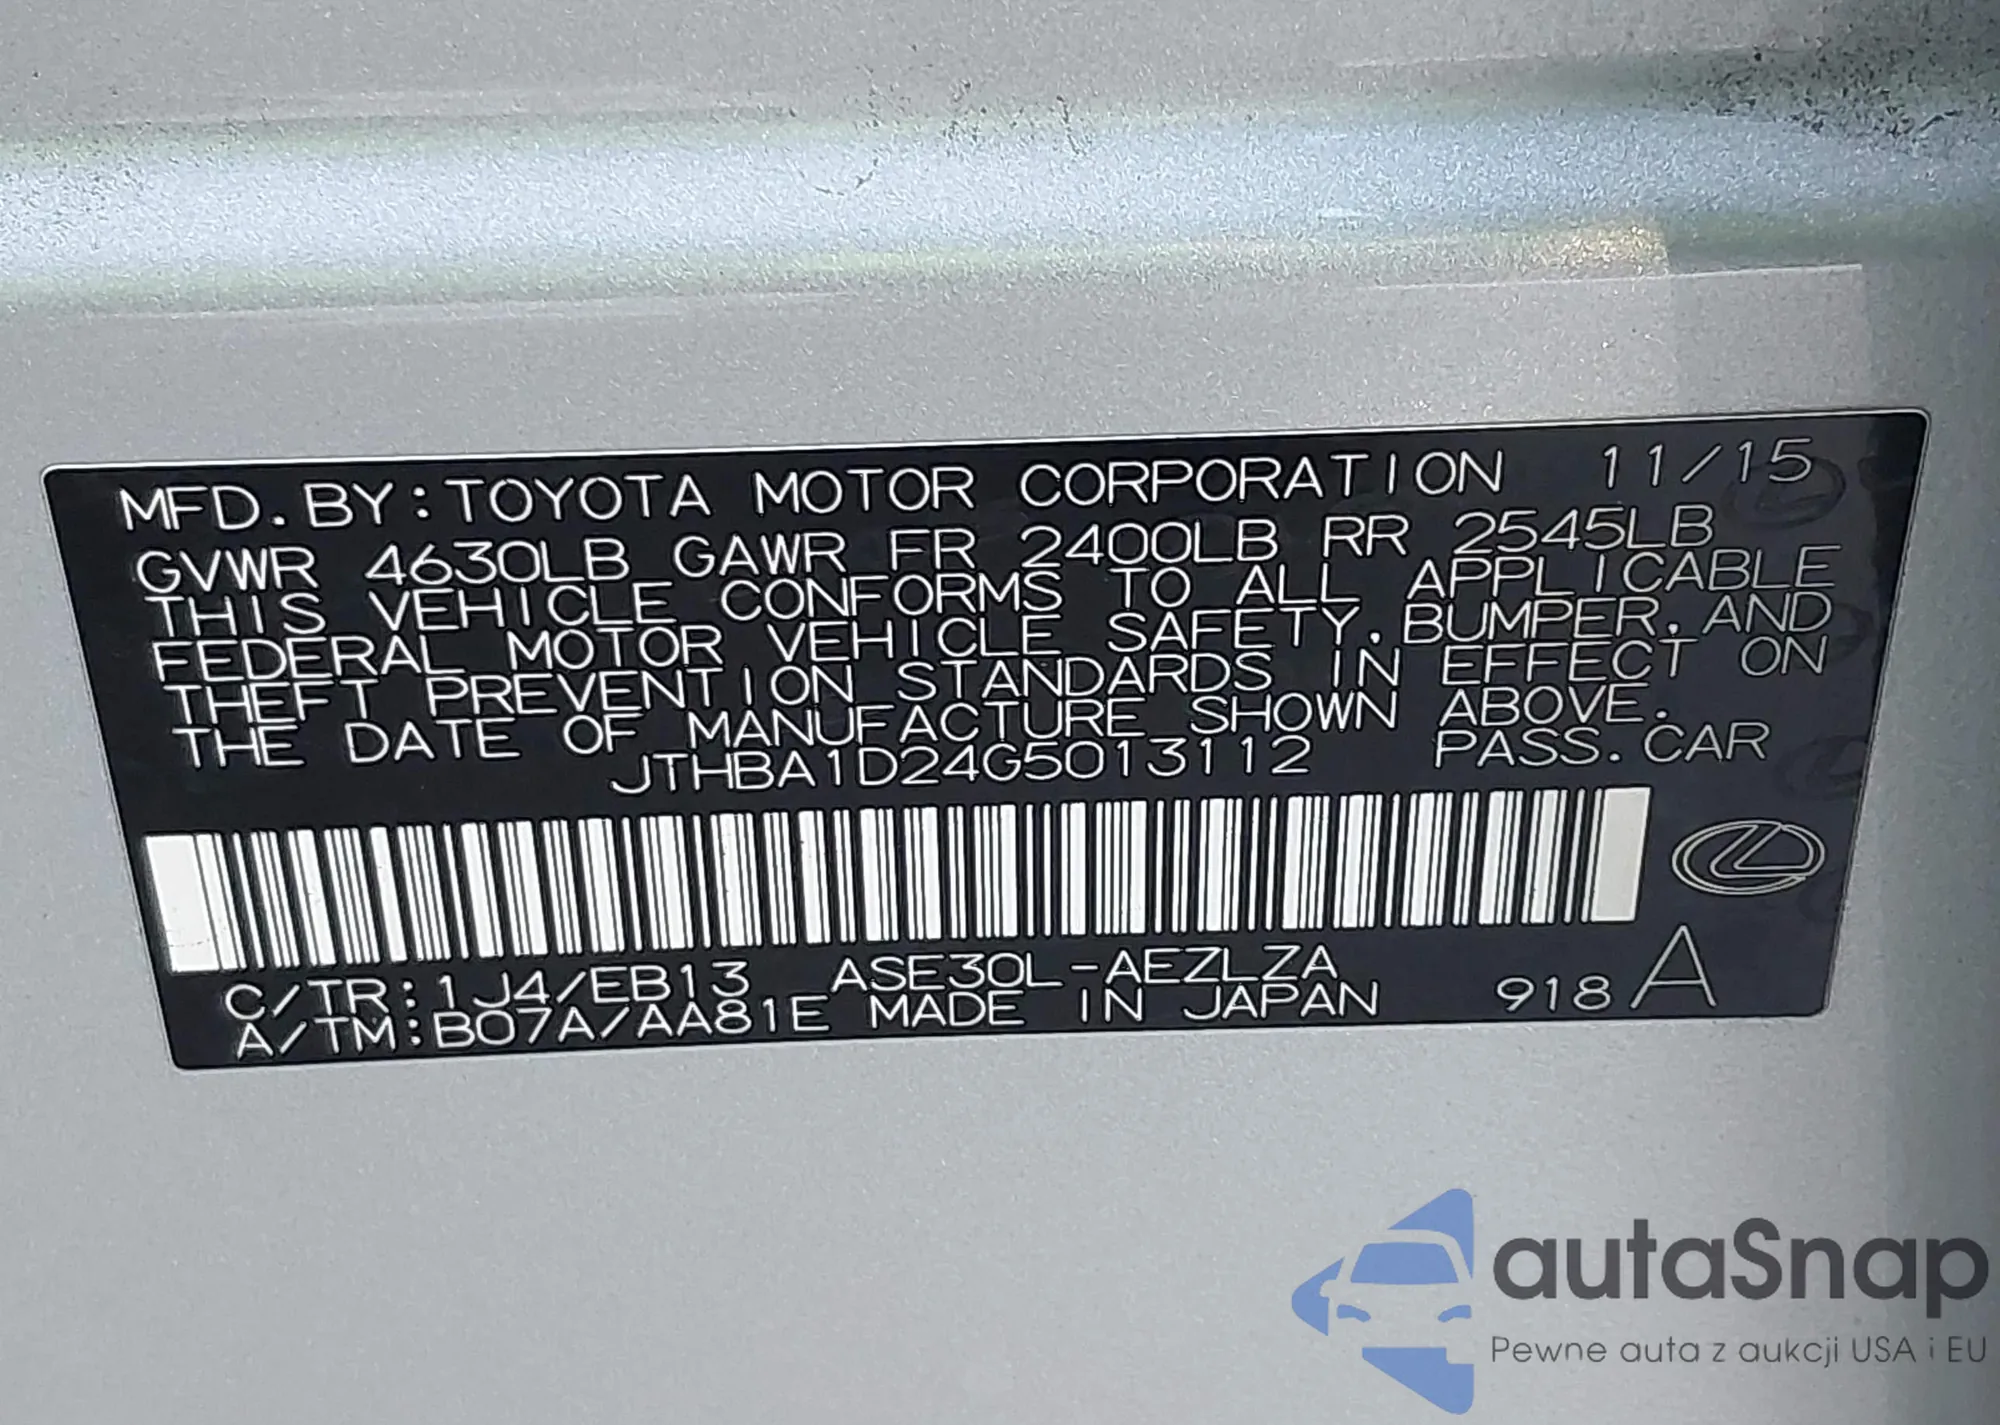 MFD. BY: TOYOTA MOTOR CORPORATION 11/15
GVWR 4630LB GAWR FR 2400LB RR 2545LB
THIS VEHICLE CONFORMS TO ALL APPLICABLE
FEDERAL MOTOR VEHICLE SAFETY, BUMPER, AND
THEFT PREVENTION STANDARDS IN EFFECT ON
THE DATE OF MANUFACTURE SHOWN ABOVE.
JTHBA1D24G5013112 PASS. CAR
C/TR: 1J4/EB13 ASE30L-AEZLZA
A/TM: B07A/AA81E MADE IN JAPAN 918 A
autaSnap
Pewne auta z aukcji USA i EU